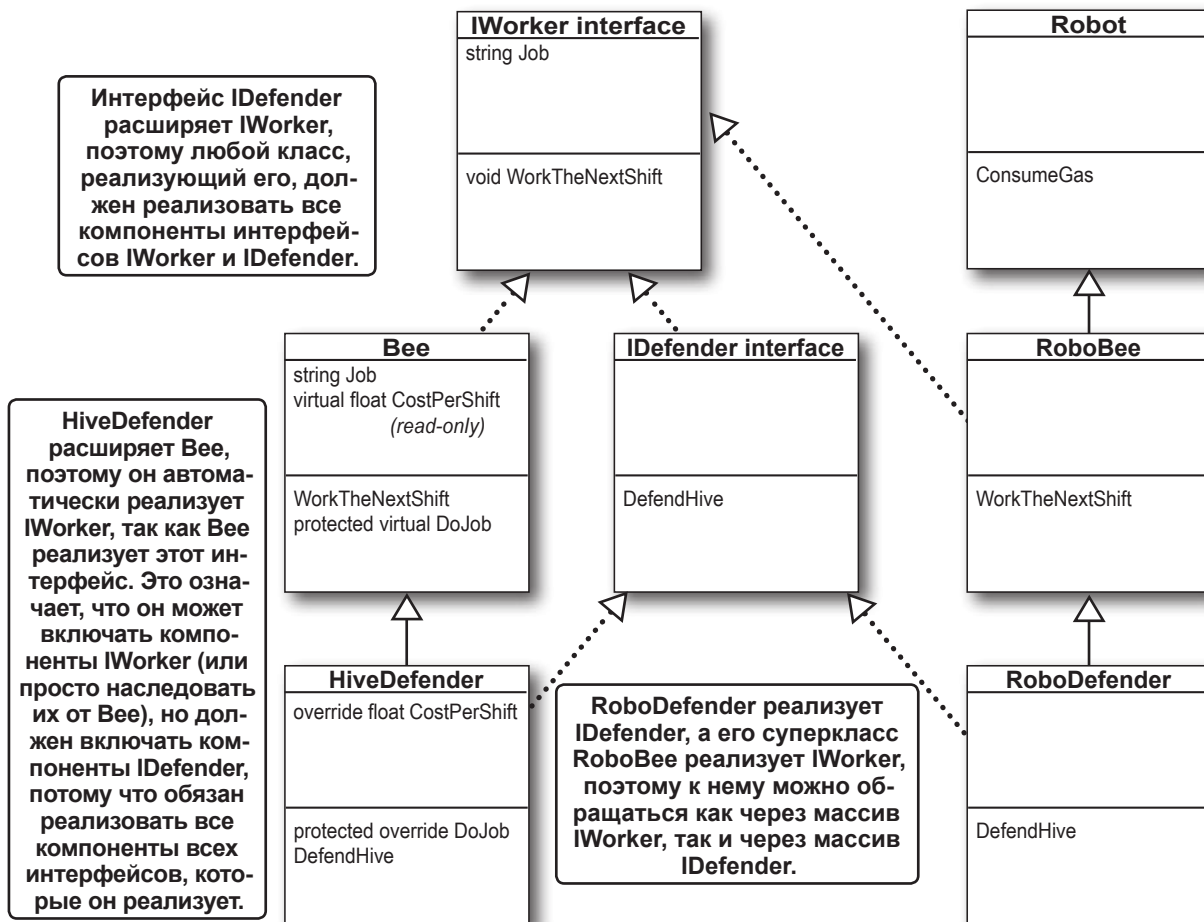 IWorker interface
string Job
void WorkTheNextShift
Robot
ConsumeGas
Интерфейс IDefender
расширяет IWorker,
поэтому любой класс,
реализующий его, дол-
жен реализовать все
компоненты интерфей-
сов IWorker и IDefender.
Bee
string Job
virtual float CostPerShift
(read-only)
WorkTheNextShift
protected virtual DoJob
IDefender interface
DefendHive
RoboBee
WorkTheNextShift
HiveDefender
расширяет Bee,
поэтому он автома-
тически реализует
IWorker, так как Bee
реализует этот ин-
терфейс. Это озна-
чает, что он может
включать компо-
ненты IWorker (или
просто наследовать
их от Bee), но дол-
жен включать ком-
поненты IDefender,
потому что обязан
реализовать все
компоненты всех
интерфейсов, кото-
рые он реализует.
HiveDefender
override float CostPerShift
protected override DoJob
DefendHive
RoboDefender реализует
IDefender, а его суперкласс
RoboBee реализует IWorker,
поэтому к нему можно об-
ращаться как через массив
IWorker, так и через массив
IDefender.
RoboDefender
DefendHive